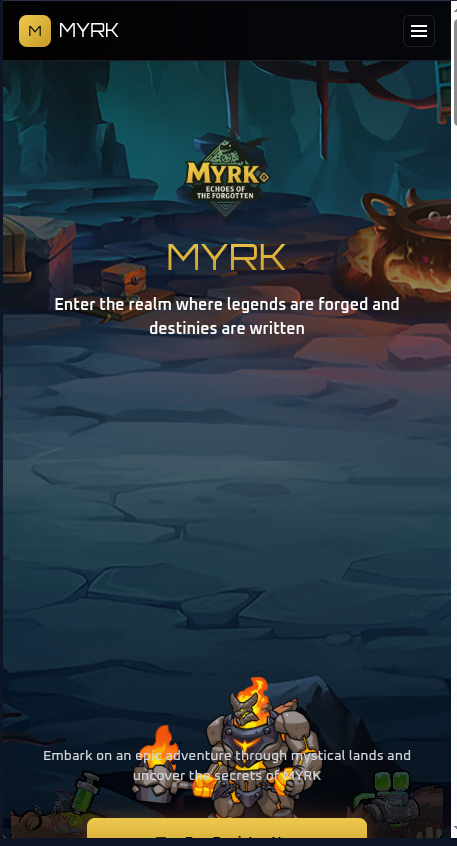 M MYRK
MYRK
ECHOES OF
THE FORGOTTEN
MYRK
Enter the realm where legends are forged and
destinies are written
Embark on an epic adventure through mystical lands and
uncover the secrets of MYRK